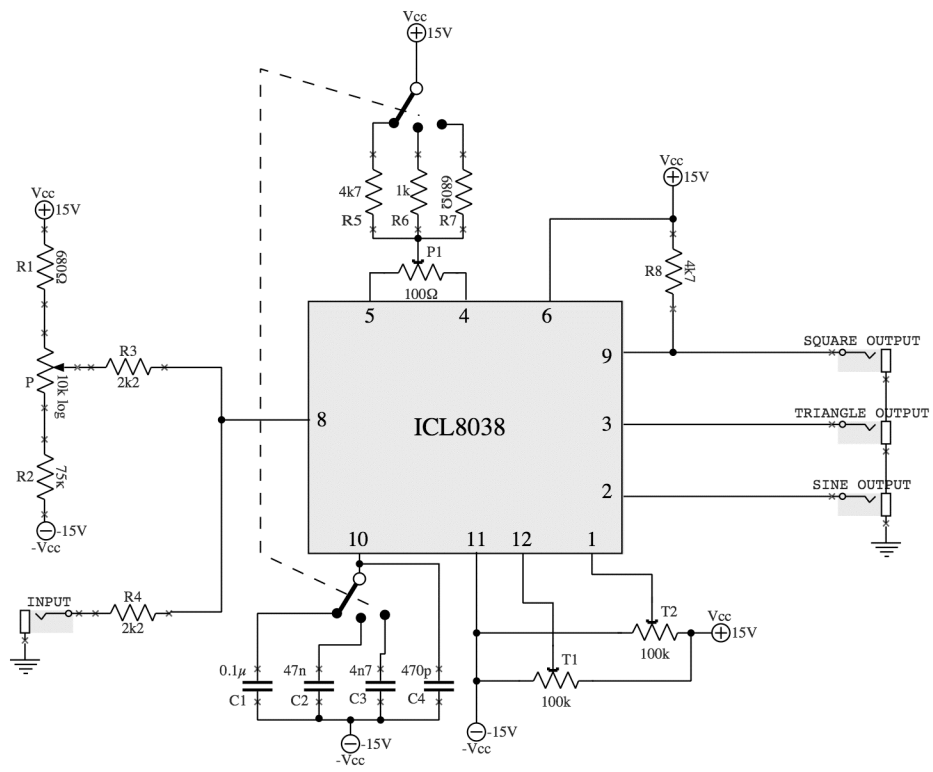 Vcc
15V
4k7
1k
680Ω
R5
R6
R7
P1
100Ω
Vcc
15V
R8
4k7
Vcc
15V
R1
680Ω
P
10k log
R3
2k2
R2
75k
-15V
-Vcc
INPUT
R4
2k2
5
4
6
9
8
3
2
ICL8038
10
11
12
1
SQUARE OUTPUT
TRIANGLE OUTPUT
SINE OUTPUT
0.1µ
47n
4n7
470p
C1
C2
C3
C4
-15V
-Vcc
T2
100k
Vcc
15V
T1
100k
-15V
-Vcc